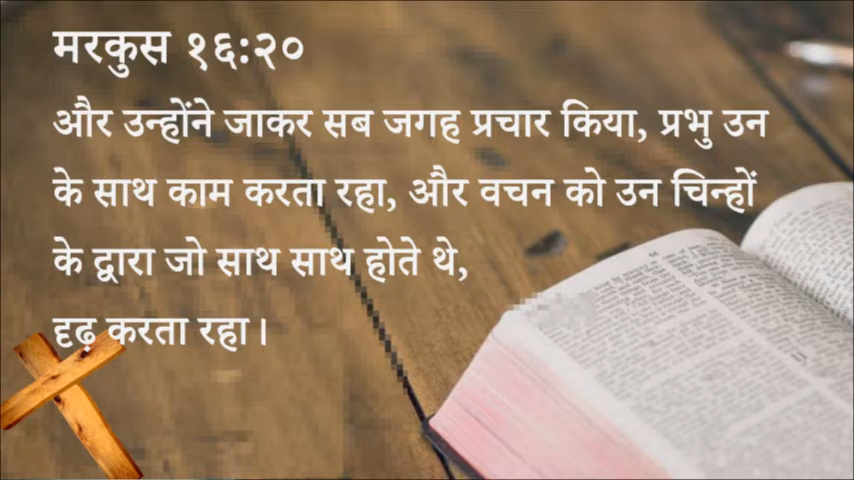 मरकुस १६:२०
और उन्होंने जाकर सब जगह प्रचार किया, प्रभु उन
के साथ काम करता रहा, और वचन को उन चिन्हों
के द्वारा जो साथ साथ होते थे,
दृढ़ करता रहा।